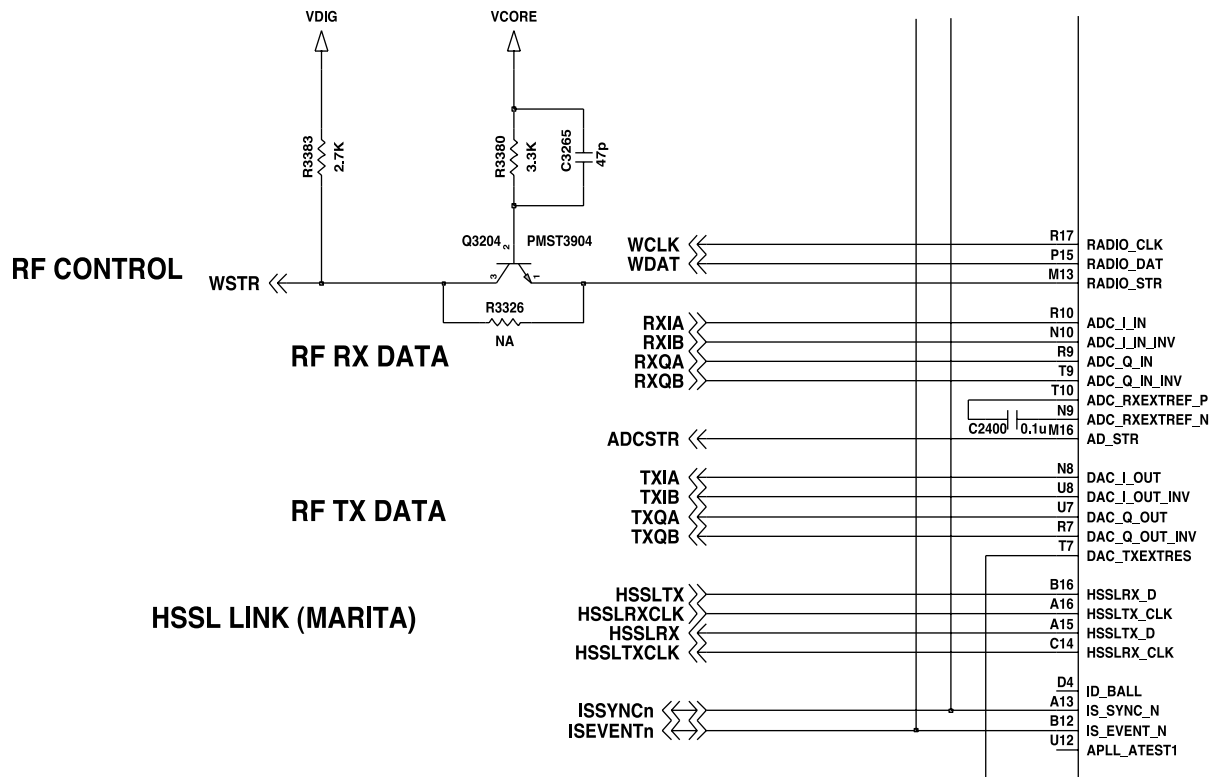 VDIG
VCORE
R3383
2.7K
R3380
3.3K
C3265
47p
Q3204
2
PMST3904
3
1
RF CONTROL
WSTR
R3326
NA
WCLK
R17
RADIO_CLK
WDAT
P15
RADIO_DAT
M13
RADIO_STR
RF RX DATA
RXIA
R10
ADC_I_IN
RXIB
N10
ADC_I_IN_INV
RXQA
R9
ADC_Q_IN
RXQB
T9
ADC_Q_IN_INV
T10
ADC_RXEXTREF_P
N9
ADC_RXEXTREF_N
C2400
0.1u
ADCSTR
M16
AD_STR
RF TX DATA
TXIA
N8
DAC_I_OUT
TXIB
U8
DAC_I_OUT_INV
TXQA
U7
DAC_Q_OUT
TXQB
R7
DAC_Q_OUT_INV
T7
DAC_TXEXTRES
HSSL LINK (MARITA)
HSSLTX
B16
HSSLRX_D
HSSLRXCLK
A16
HSSLTX_CLK
HSSLRX
A15
HSSLTX_D
HSSLTXCLK
C14
HSSLRX_CLK
D4
ID_BALL
ISSYNCn
A13
IS_SYNC_N
ISEVENTn
B12
IS_EVENT_N
U12
APLL_ATEST1